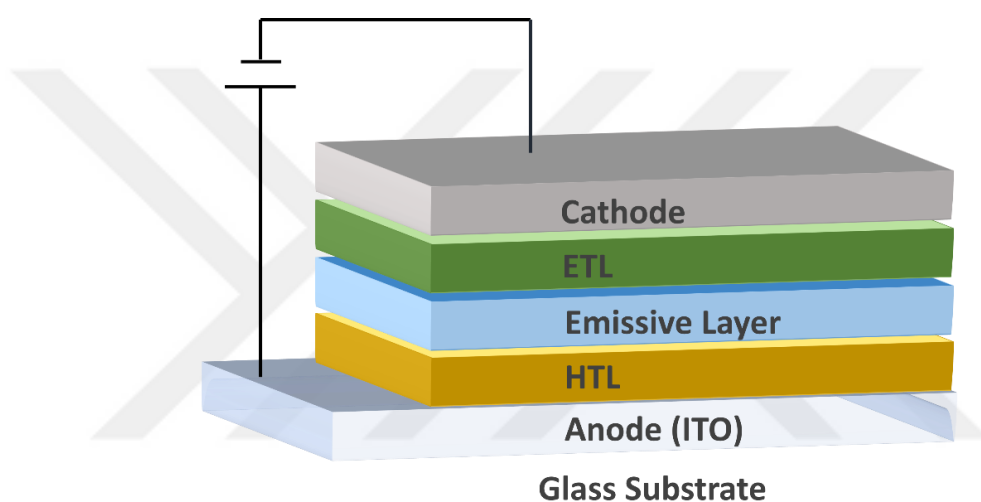 Cathode
ETL
Emissive Layer
HTL
Anode (ITO)
Glass Substrate